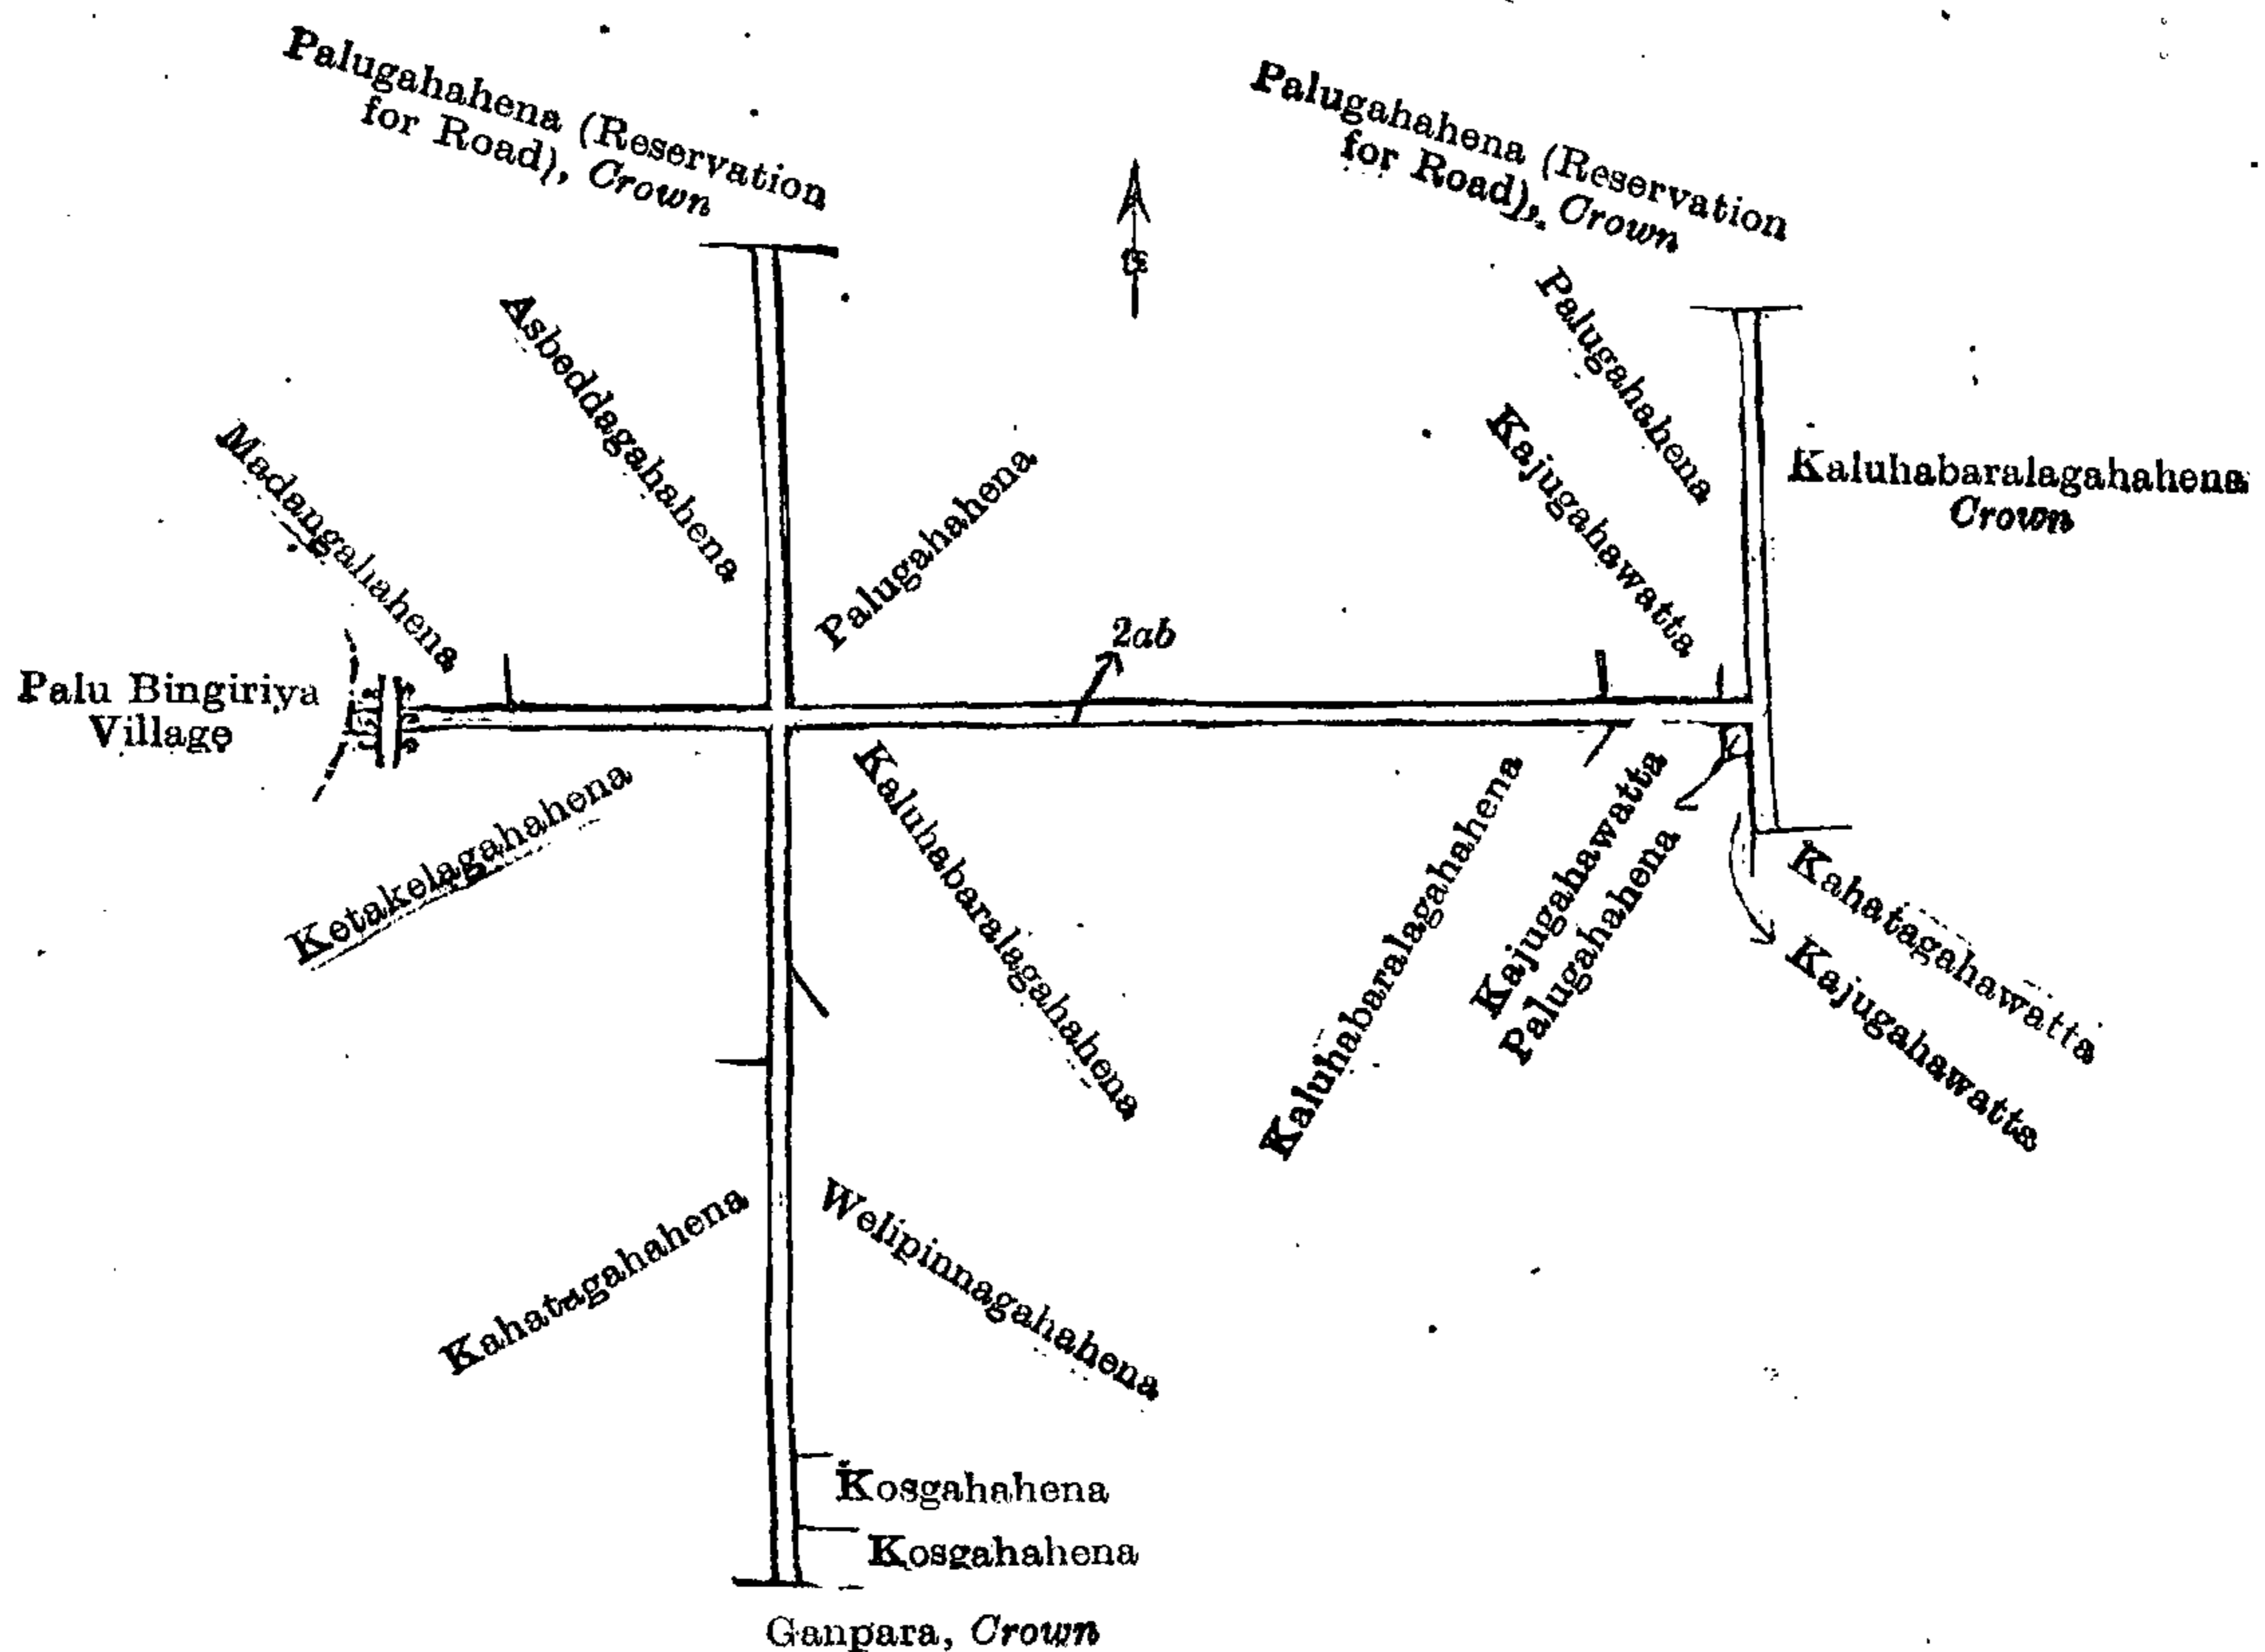 Palugahahena (Reservation
for Road), Crown
Palugahahena (Reservation
for Road), Crown
Palugahahena
Asbeddagahahena
Kajugahawatta
Madangahahena
Palugahahena
Kaluhabaralagahahena
Crown
2ab
Palu Bingiriya
Village
Ketakelagahahena
Kaluhabaralagahahena
Kaluhabaralagahahena
Kajugahawatta
Palugahahena
Kahatagahawatta
Kajugahawatta
Kahatagahahena
Welipinnagahahena
Kosgahahena
Kosgahahena
Ganpara, Crown